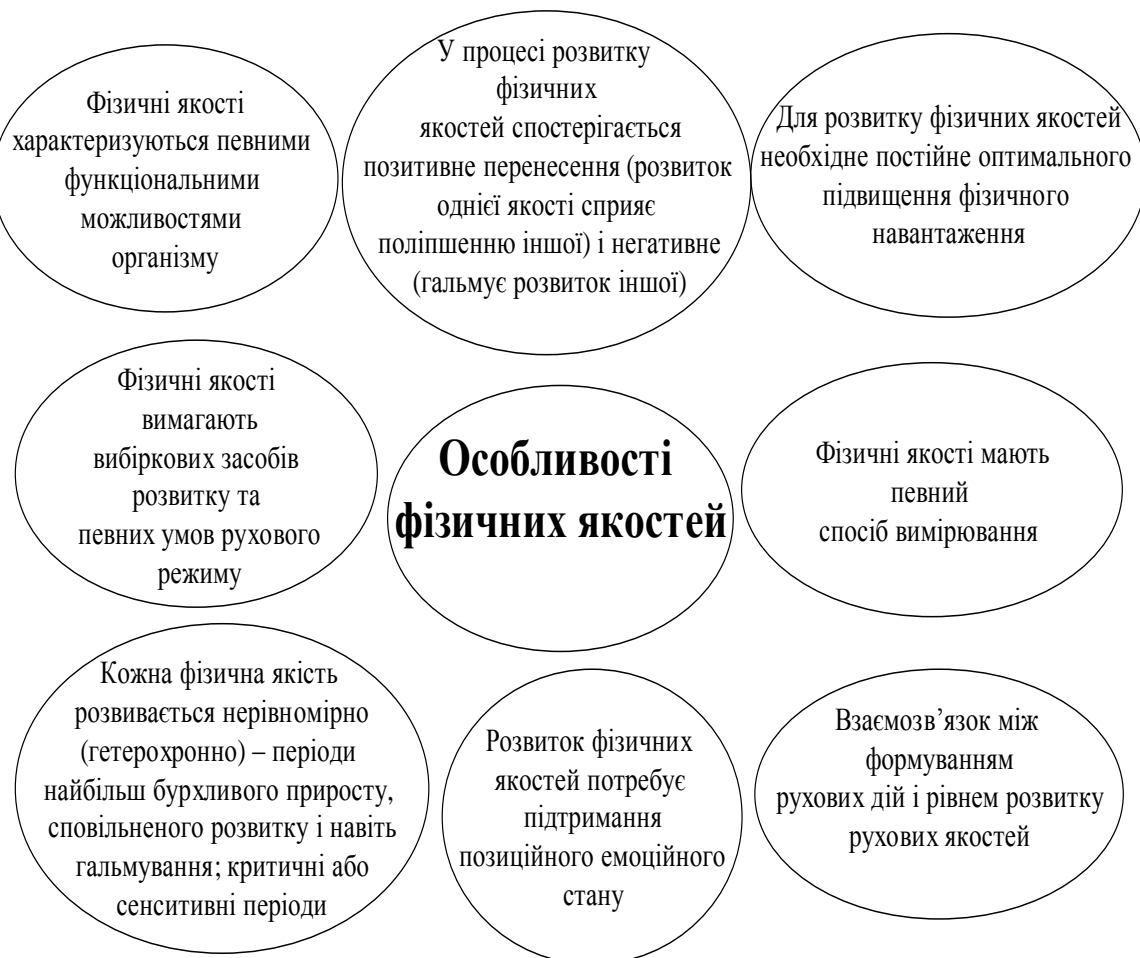 Фізичні якості
характеризуються певними
функціональними
можливостями
організму
У процесі розвитку
фізичних
якостей спостерігається
позитивне перенесення (розвиток
однієї якості сприяє
поліпшенню іншої) і негативне
(гальмує розвиток іншої)
Для розвитку фізичних якостей
необхідне постійне оптимального
підвищення фізичного
навантаження
Фізичні якості
вимагають
вибіркових засобів
розвитку та
певних умов рухового
режиму
Особливості
фізичних якостей
Фізичні якості мають
певний
спосіб вимірювання
Кожна фізична якість
розвивається нерівномірно
(гетерохронно) – періоди
найбільш бурхливого приросту,
сповільненого розвитку і навіть
гальмування; критичні або
сенситивні періоди
Розвиток фізичних
якостей потребує
підтримання
позиційного емоційного
стану
Взаємозв’язок між
формуванням
рухових дій і рівнем розвитку
рухових якостей